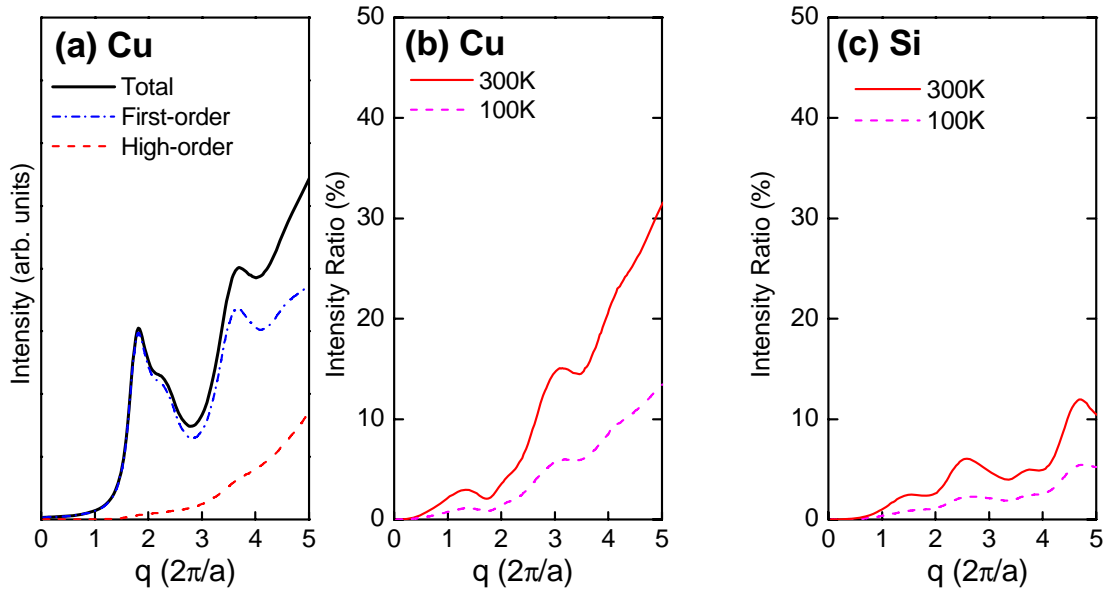 (a) Cu
Total
First-order
High-order
Intensity (arb. units)
0 1 2 3 4 5
q (2π/a)
(b) Cu
300K
100K
Intensity Ratio (%)
50
40
30
20
10
0
0 1 2 3 4 5
q (2π/a)
(c) Si
300K
100K
Intensity Ratio (%)
50
40
30
20
10
0
0 1 2 3 4 5
q (2π/a)